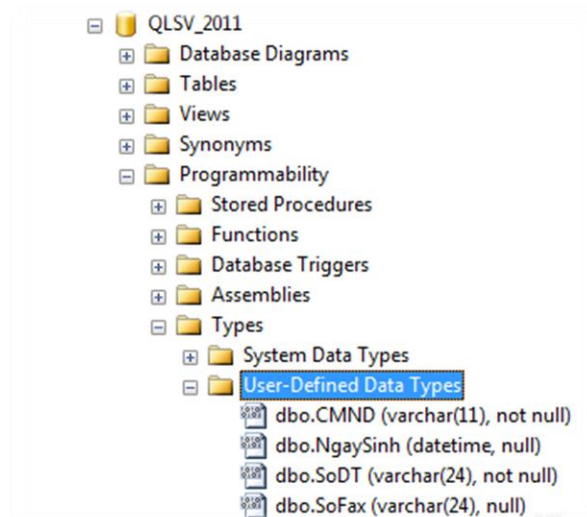 QLSV_2011
Database Diagrams
Tables
Views
Synonyms
Programmability
Stored Procedures
Functions
Database Triggers
Assemblies
Types
System Data Types
User-Defined Data Types
dbo.CMND (varchar(11), not null)
dbo.NgaySinh (datetime, null)
dbo.SoDT (varchar(24), not null)
dbo.SoFax (varchar(24), null)